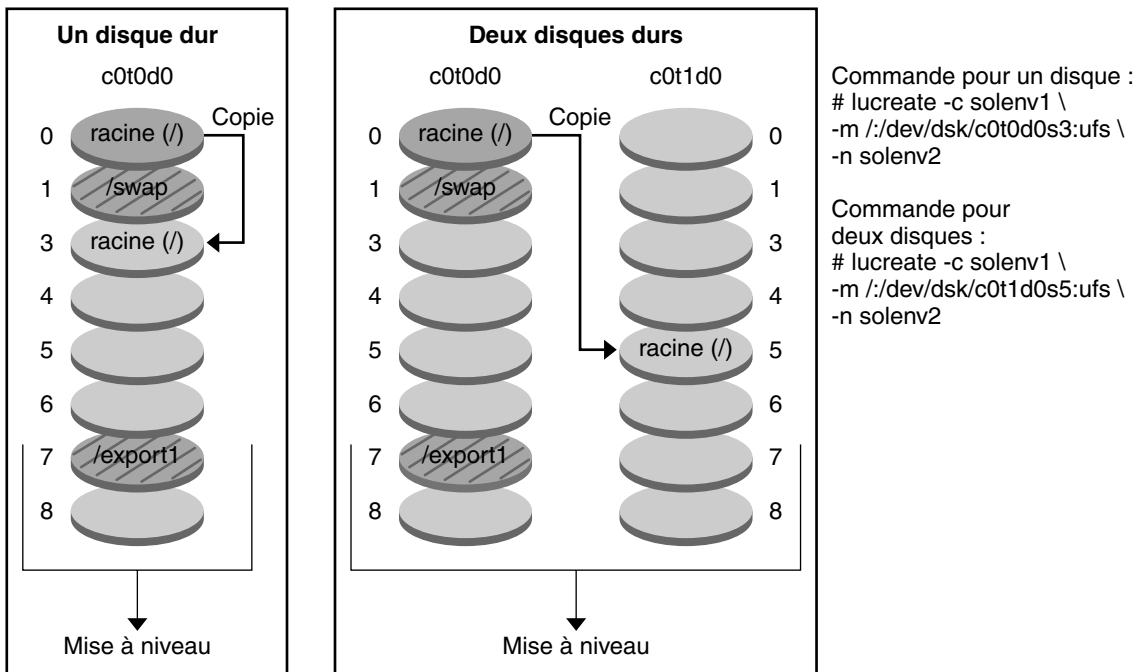 Un disque dur
c0t0d0
Copie
0 racine (/)
1 /swap
3 racine (/)
4
5
6
7 /export1
8
Mise à niveau
Deux disques durs
c0t0d0 c0t1d0
Copie
0 racine (/) 0
1 /swap 1
3 3
4 4
5 racine (/) 5
6 6
7 /export1 7
8 8
Mise à niveau
Commande pour un disque :
# lucreate -c solenv1 \
-m /:/dev/dsk/c0t0d0s3:ufs \
-n solenv2
Commande pour
deux disques :
# lucreate -c solenv1 \
-m /:/dev/dsk/c0t1d0s5:ufs \
-n solenv2